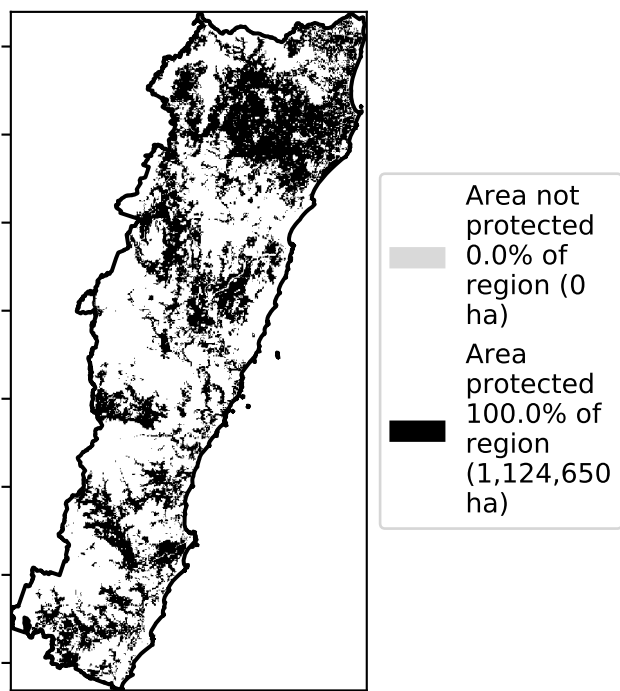 Area not
protected
0.0% of
region (0
ha)
Area
protected
100.0% of
region
(1,124,650
ha)